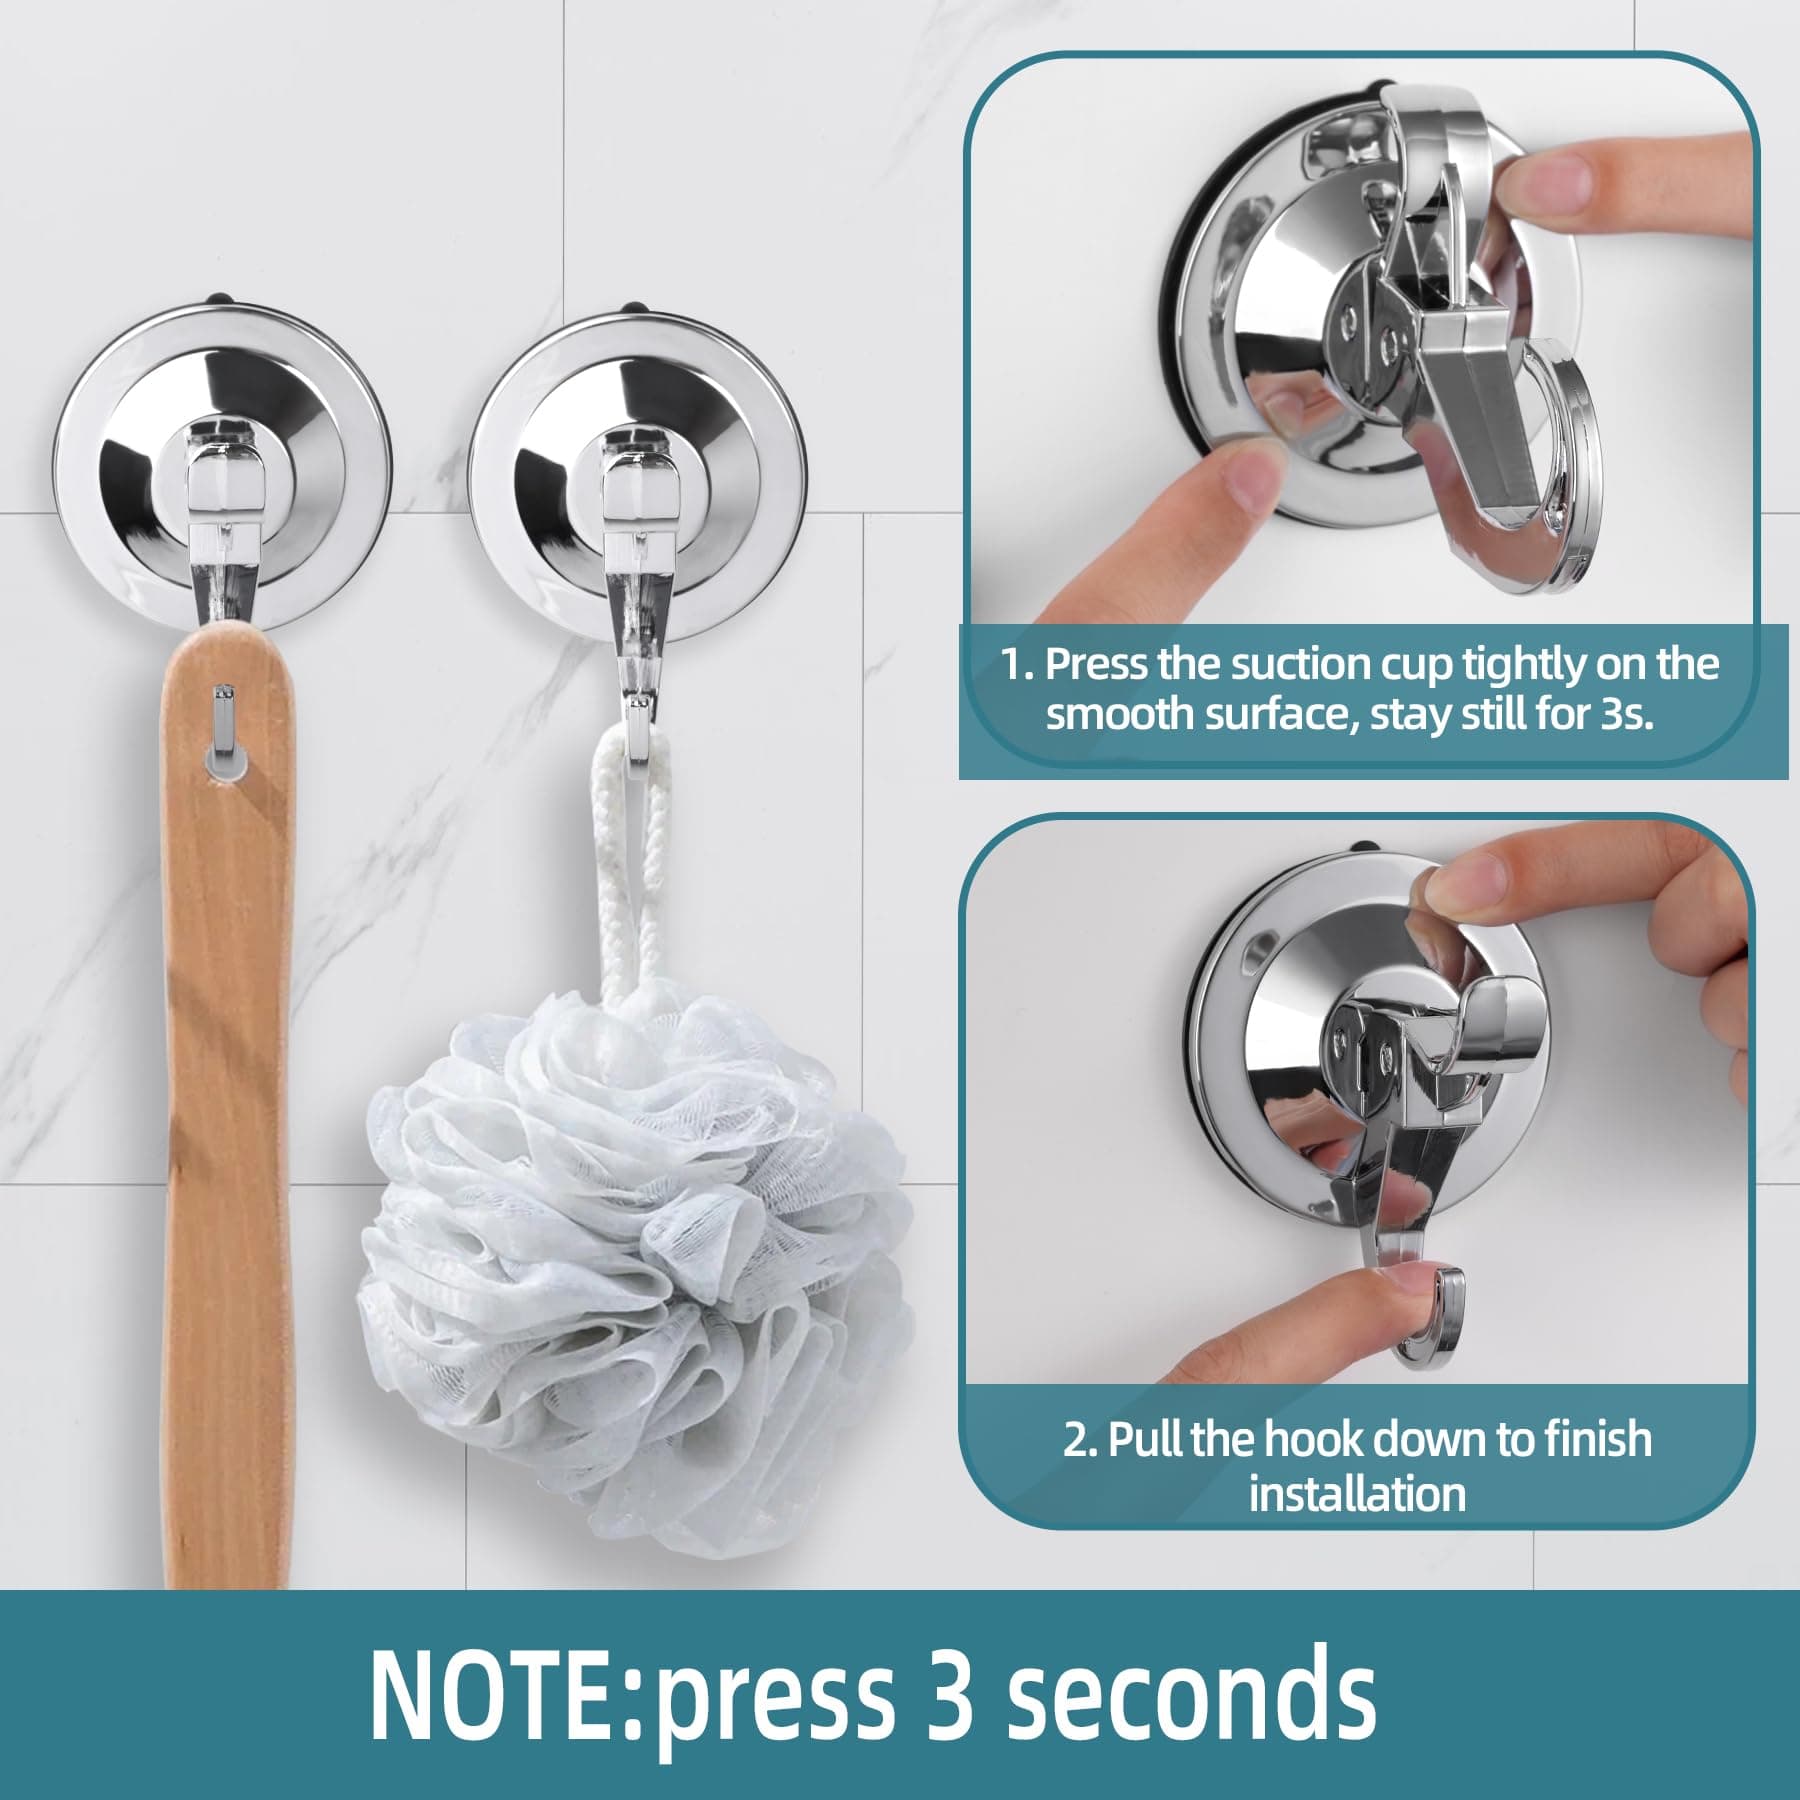 1. Press the suction cup tightly on the
smooth surface, stay still for 3s.
2. Pull the hook down to finish
installation
NOTE:press 3 seconds